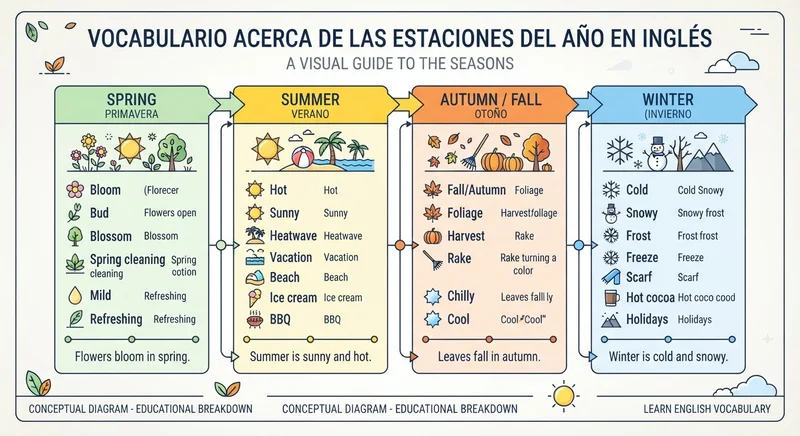 VOCABULARIO ACERCA DE LAS ESTACIONES DEL AÑO EN INGLÉS
A VISUAL GUIDE TO THE SEASONS
SPRING
PRIMAVERA
Bloom (Florecer
Bud Flowers open
Blossom Blossom
Spring cleaning Spring
cleaning cotion
Mild Refreshing
Refreshing Refreshing
Flowers bloom in spring.
SUMMER
VERANO
Hot Hot
Sunny Sunny
Heatwave Heatwave
Vacation Vacation
Beach Beach
Ice cream Ice cream
BBQ BBQ
Summer is sunny and hot.
AUTUMN / FALL
OTOÑO
Fall/Autumn Foliage
Foliage Harvest/follage
Harvest Rake
Rake Rake turning a
color
Chilly Leaves falll ly
Cool Cool "Cool"
Leaves fall in autumn.
WINTER
(INVIERNO
Cold Cold Snowy
Snowy Snowy frost
Frost Frost frast
Freeze Freeze
Scarf Scarf
Hot cocoa Hot coco cood
Holidays Holidays
Winter is cold and snowy.
CONCEPTUAL DIAGRAM - EDUCATIONAL BREAKDOWN
CONCEPTUAL DIAGRAM - EDUCATIONAL BREAKDOWN
LEARN ENGLISH VOCABULARY